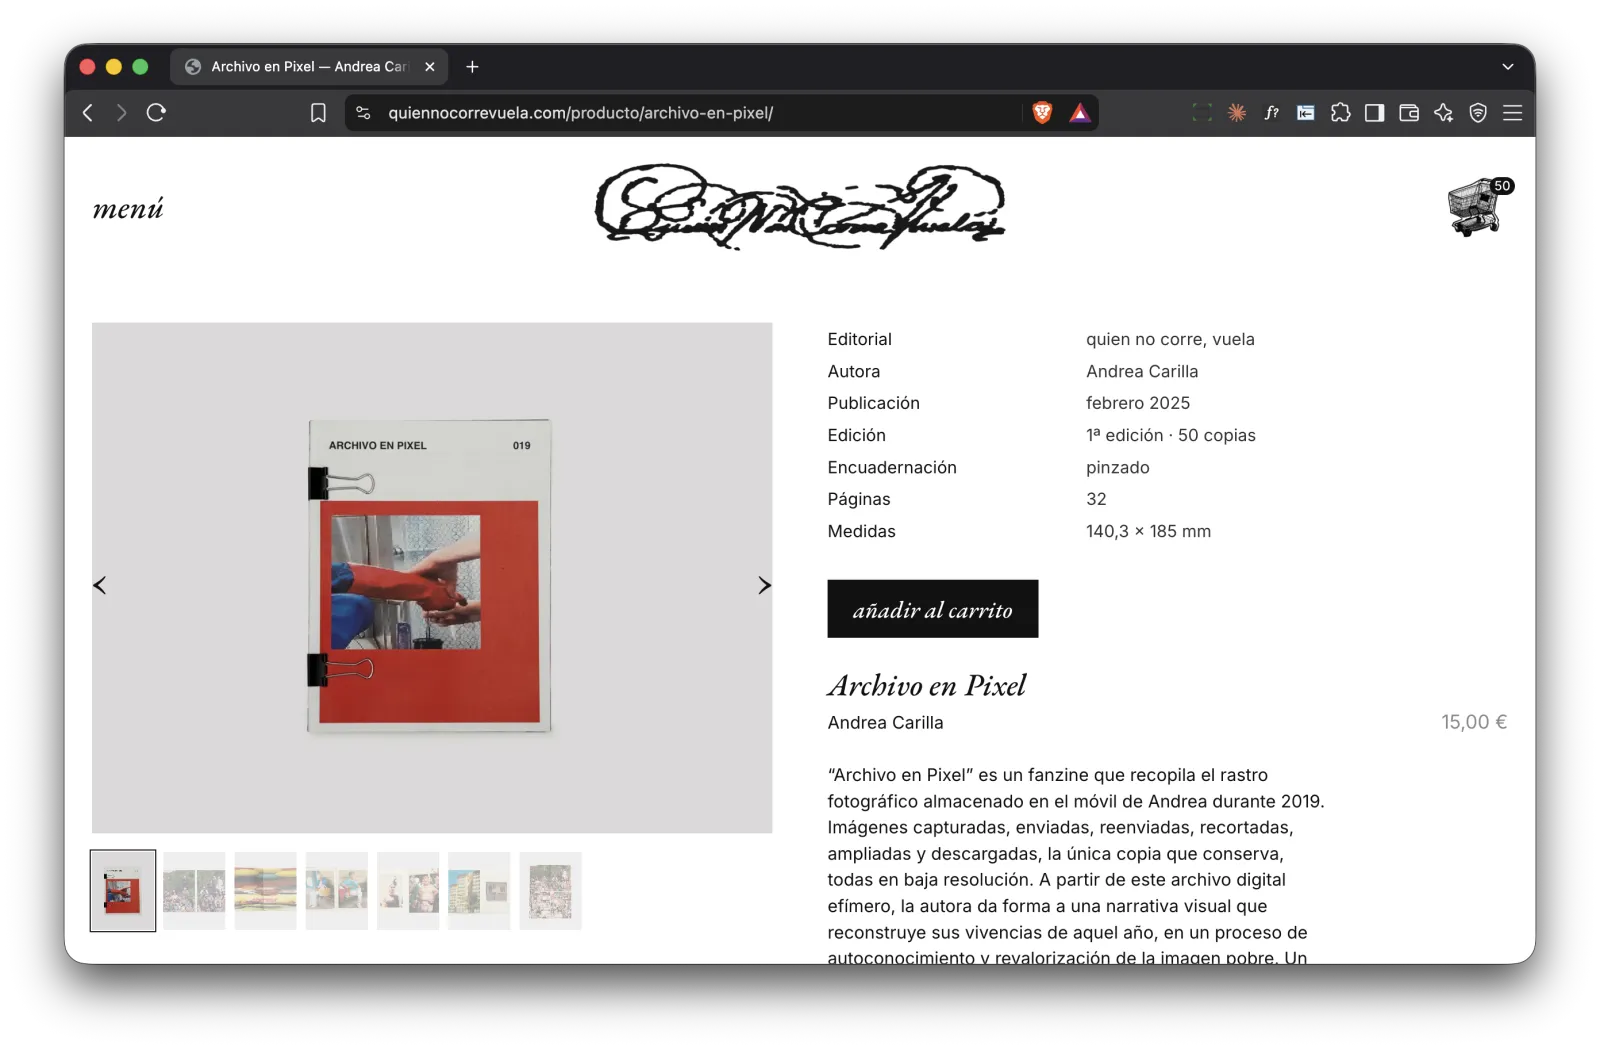 Archivo en Pixel — Andrea Car
quiennocorrevuela.com/producto/archivo-en-pixel/
f?
menú
Quien No Corre Vuela
50
ARCHIVO EN PIXEL 019
Editorial quien no corre, vuela
Autora Andrea Carilla
Publicación febrero 2025
Edición 1ª edición · 50 copias
Encuadernación pinzado
Páginas 32
Medidas 140,3 × 185 mm
añadir al carrito
Archivo en Pixel
Andrea Carilla 15,00 €
“Archivo en Pixel” es un fanzine que recopila el rastro
fotográfico almacenado en el móvil de Andrea durante 2019.
Imágenes capturadas, enviadas, reenviadas, recortadas,
ampliadas y descargadas, la única copia que conserva,
todas en baja resolución. A partir de este archivo digital
efímero, la autora da forma a una narrativa visual que
reconstruye sus vivencias de aquel año, en un proceso de
autoconocimiento y revalorización de la imagen pobre. Un